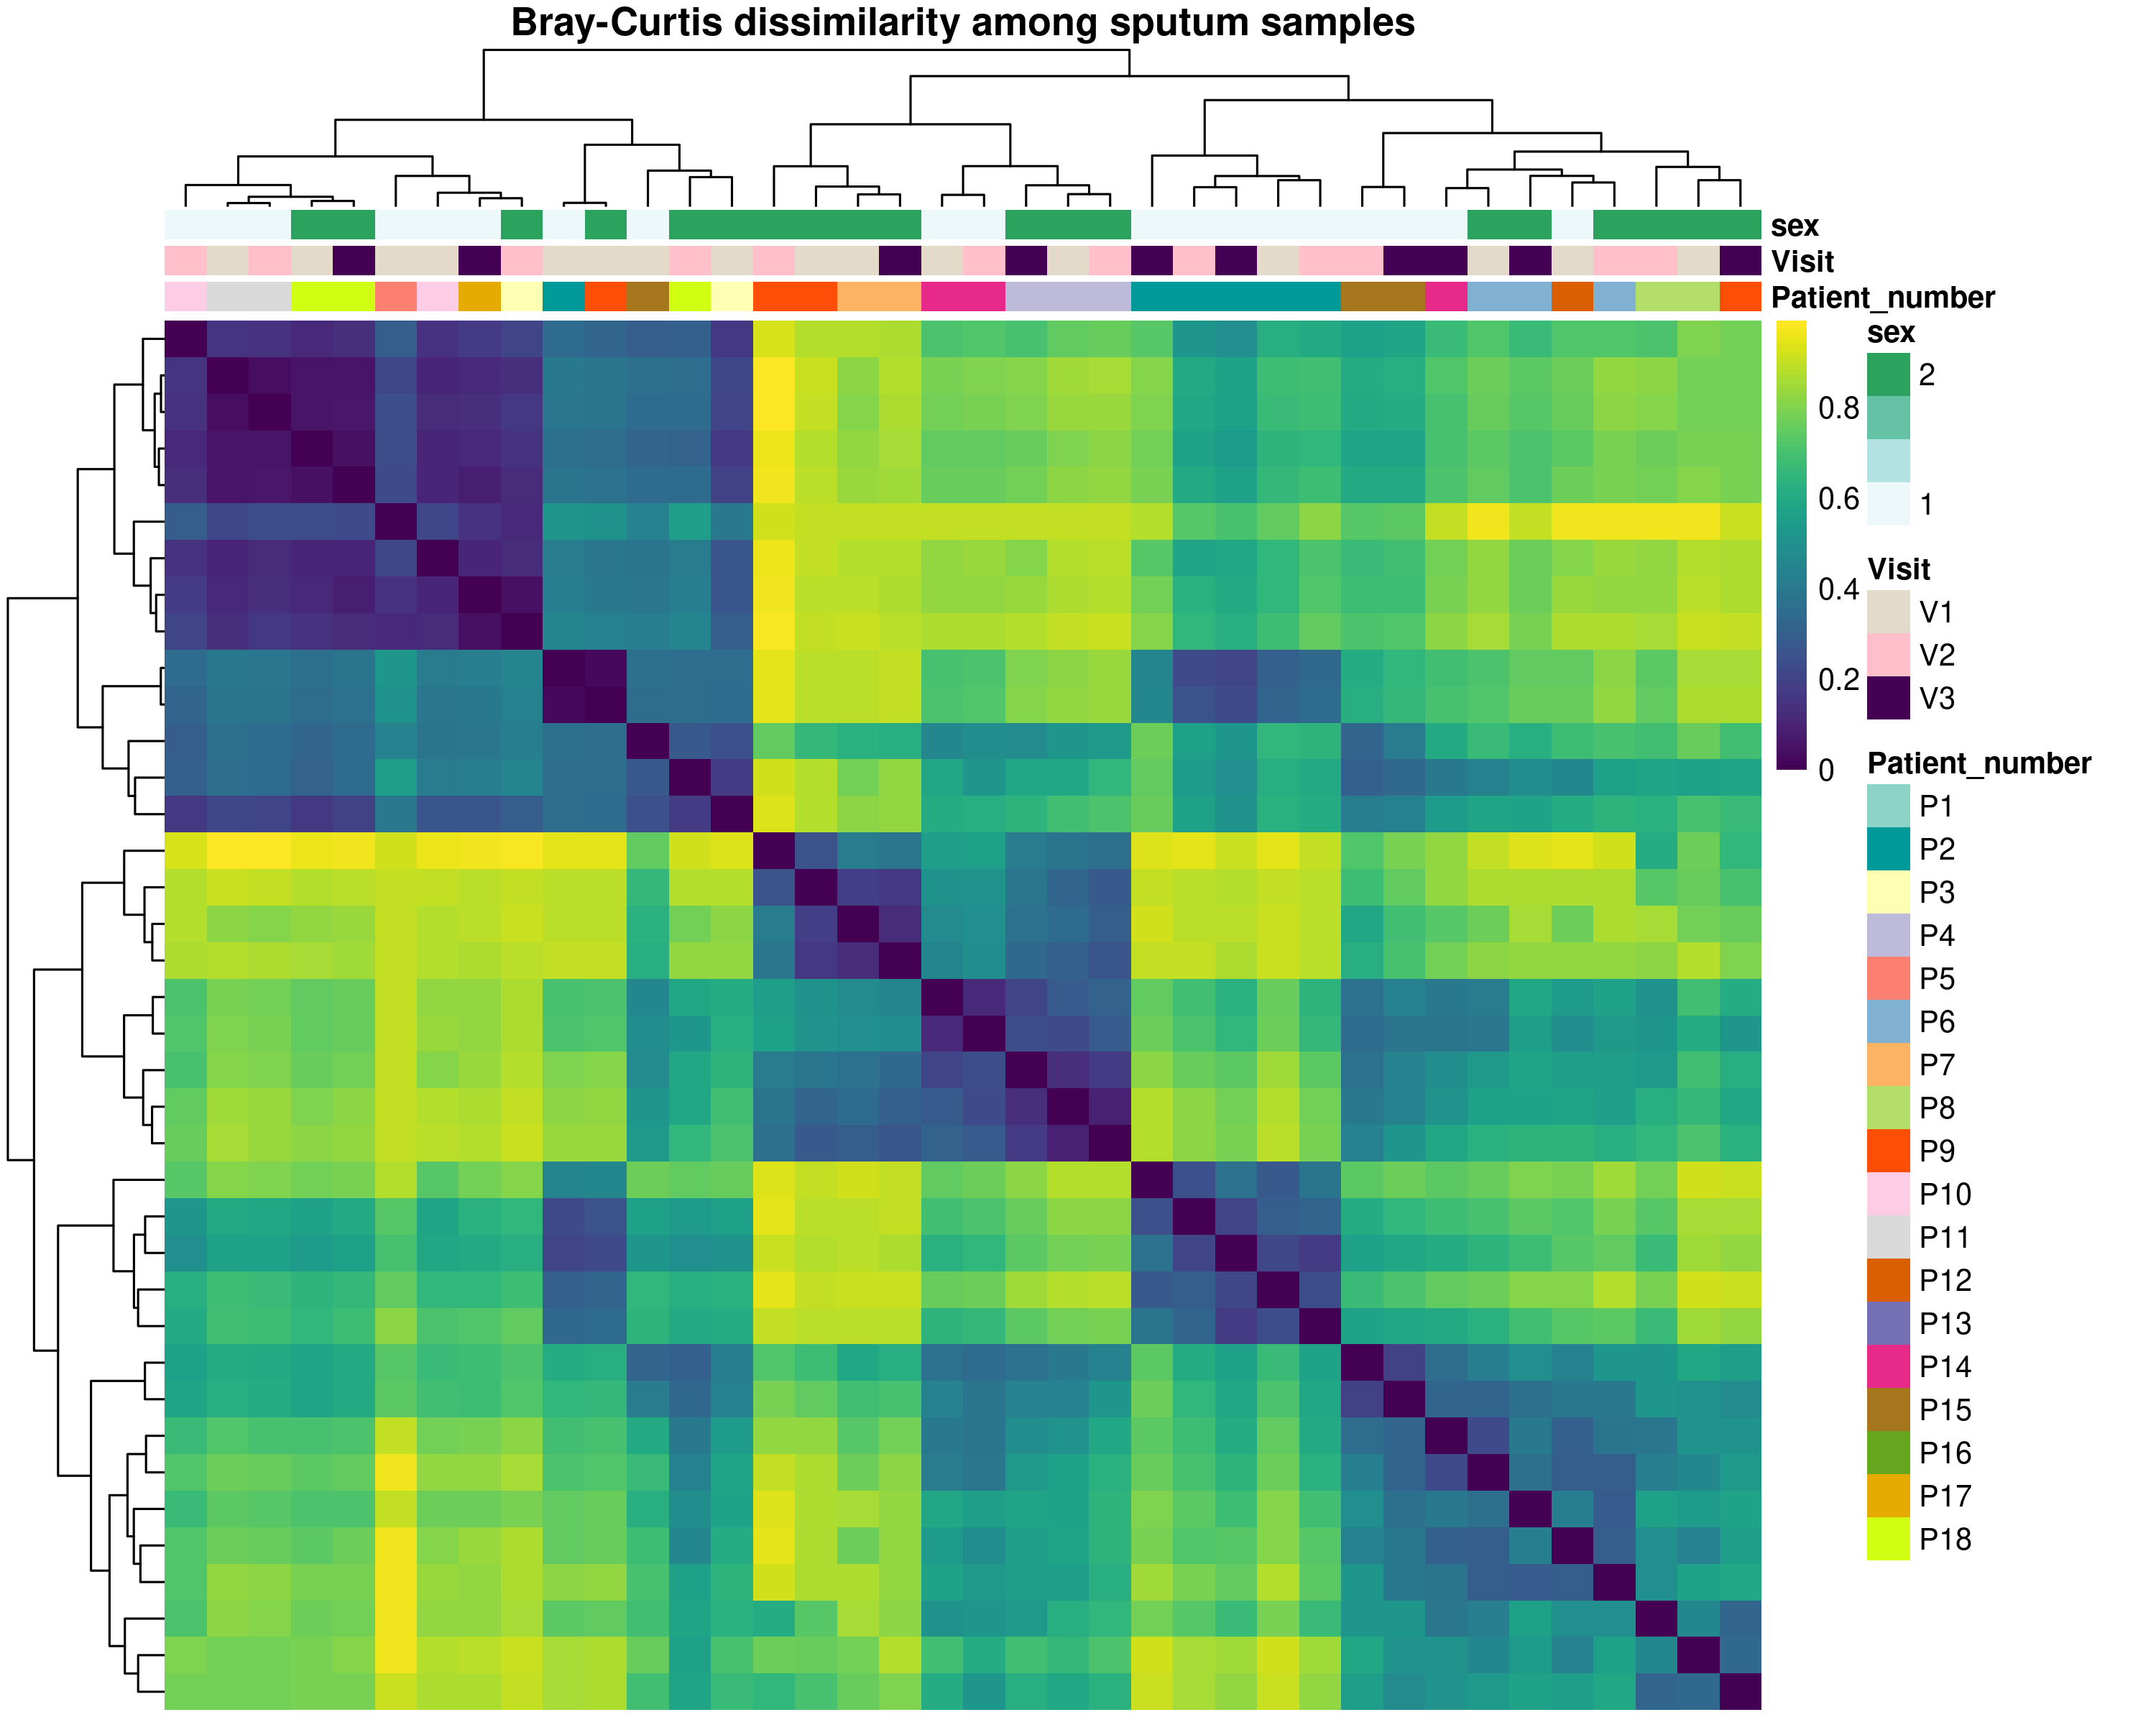 Bray-Curtis dissimilarity among sputum samples
sex
Visit
Patient_number
0.8
0.6
0.4
0.2
0
sex
2
1
Visit
V1
V2
V3
Patient_number
P1
P2
P3
P4
P5
P6
P7
P8
P9
P10
P11
P12
P13
P14
P15
P16
P17
P18